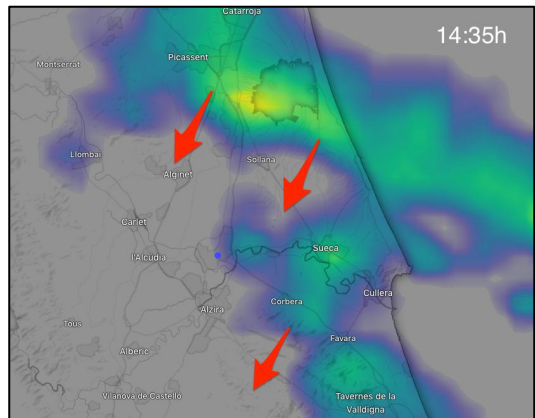 Catarroja
14:35h
Picassent
Montserrat
Llombai
Sollana
Alginet
Carlet
l'Alcúdia
Sueca
Cullera
Corbera
Alzira
Tous
Favara
Alberic
Vilanova de Castelló
Tavernes de la
Valldigna